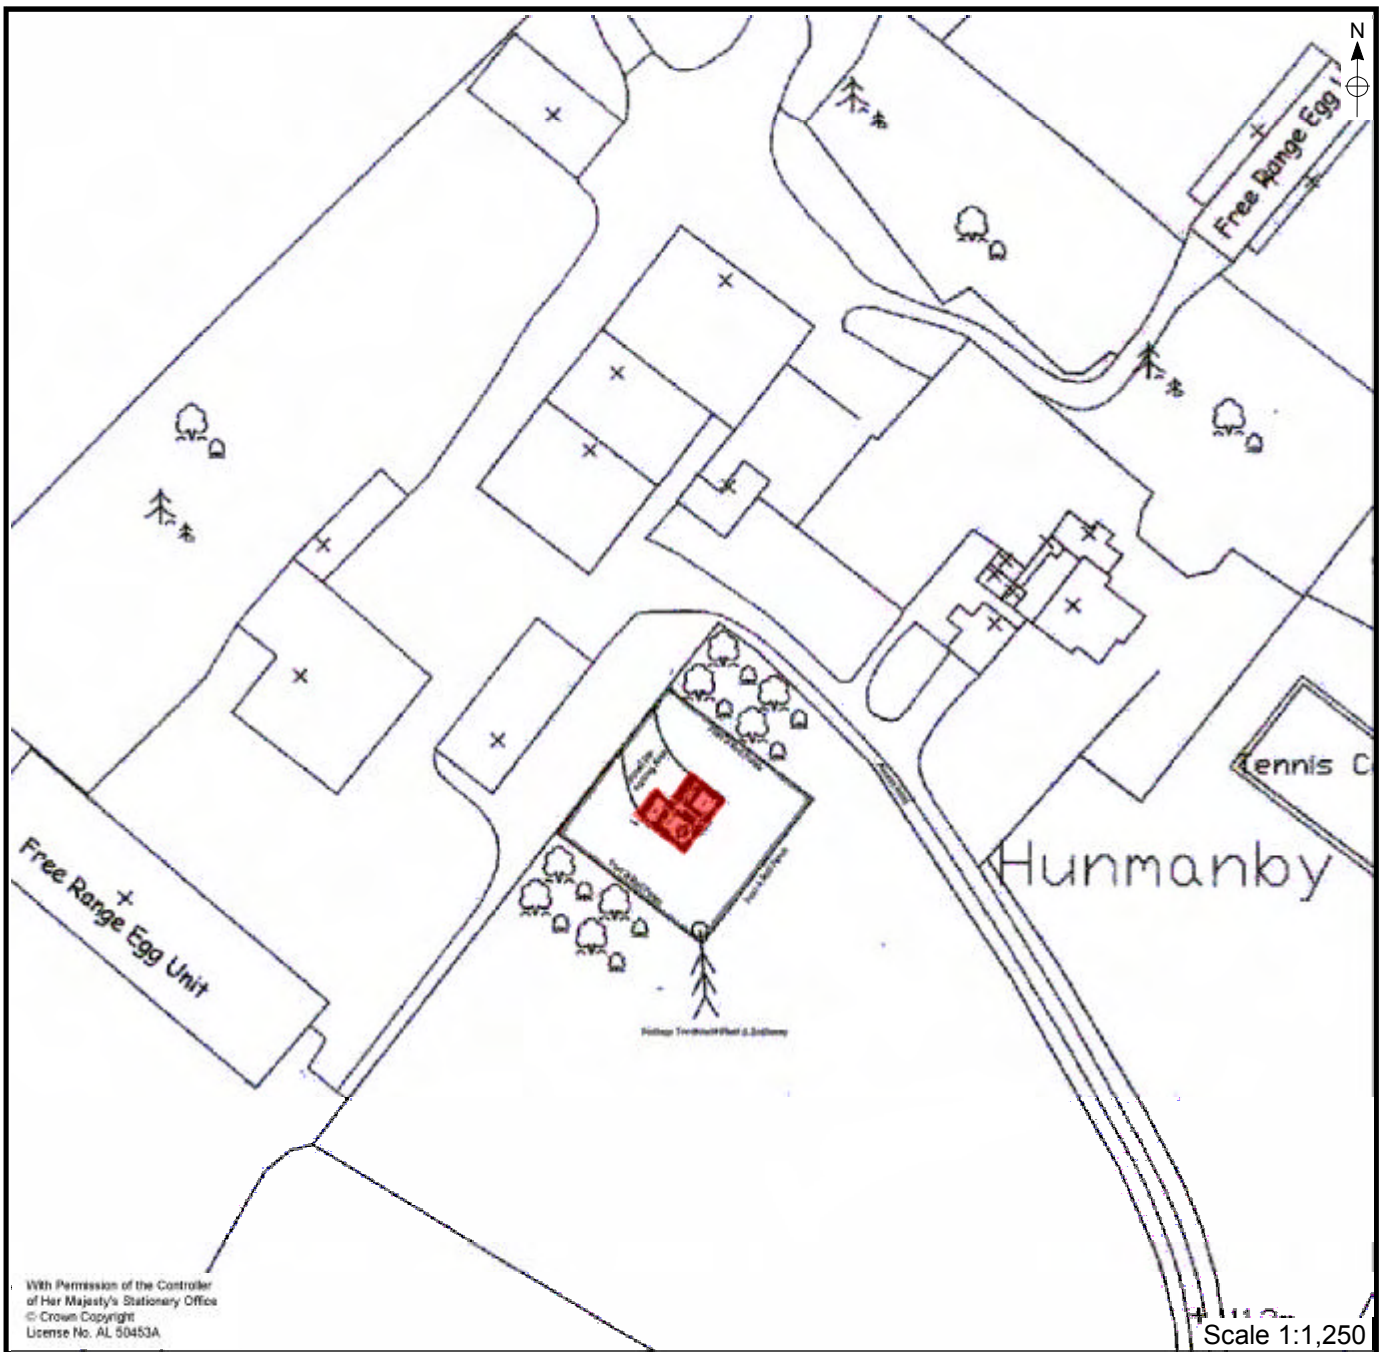 N
Free Range Egg
Tennis C
Hunmanby
Free Range Egg Unit
With Permission of the Controller
of Her Majesty's Stationery Office
© Crown Copyright
License No. AL 50453A
Scale 1:1,250